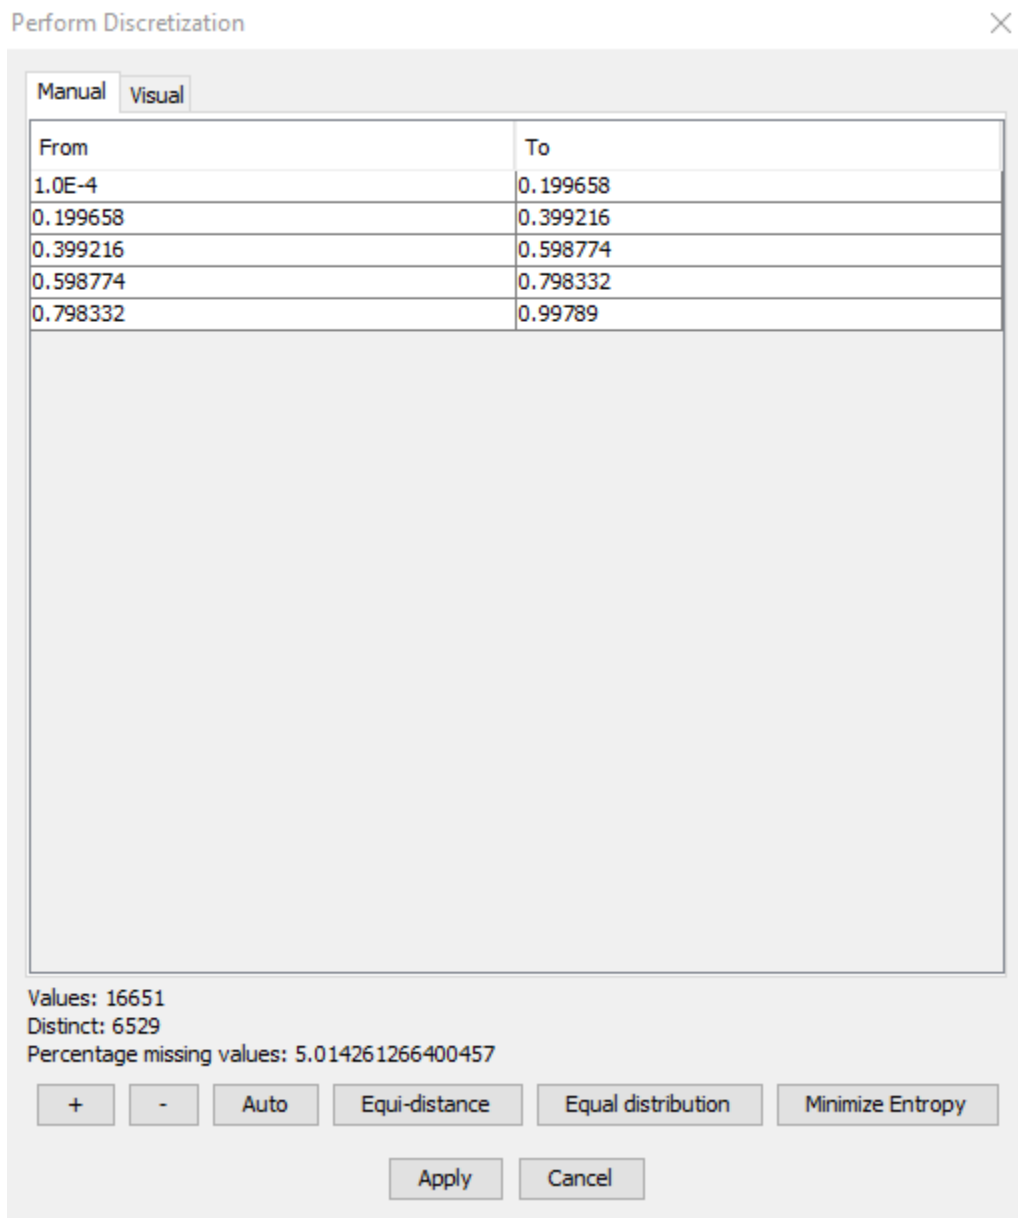 Perform Discretization
Manual Visual
From To
1.0E-4 0.199658
0.199658 0.399216
0.399216 0.598774
0.598774 0.798332
0.798332 0.99789
Values: 16651
Distinct: 6529
Percentage missing values: 5.014261266400457
+ - Auto Equi-distance Equal distribution Minimize Entropy
Apply Cancel